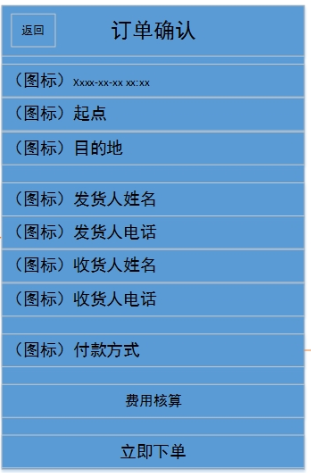 返回
订单确认
（图标）Xxxx-xx-xx xx:xx
（图标）起点
（图标）目的地
（图标）发货人姓名
（图标）发货人电话
（图标）收货人姓名
（图标）收货人电话
（图标）付款方式
费用核算
立即下单